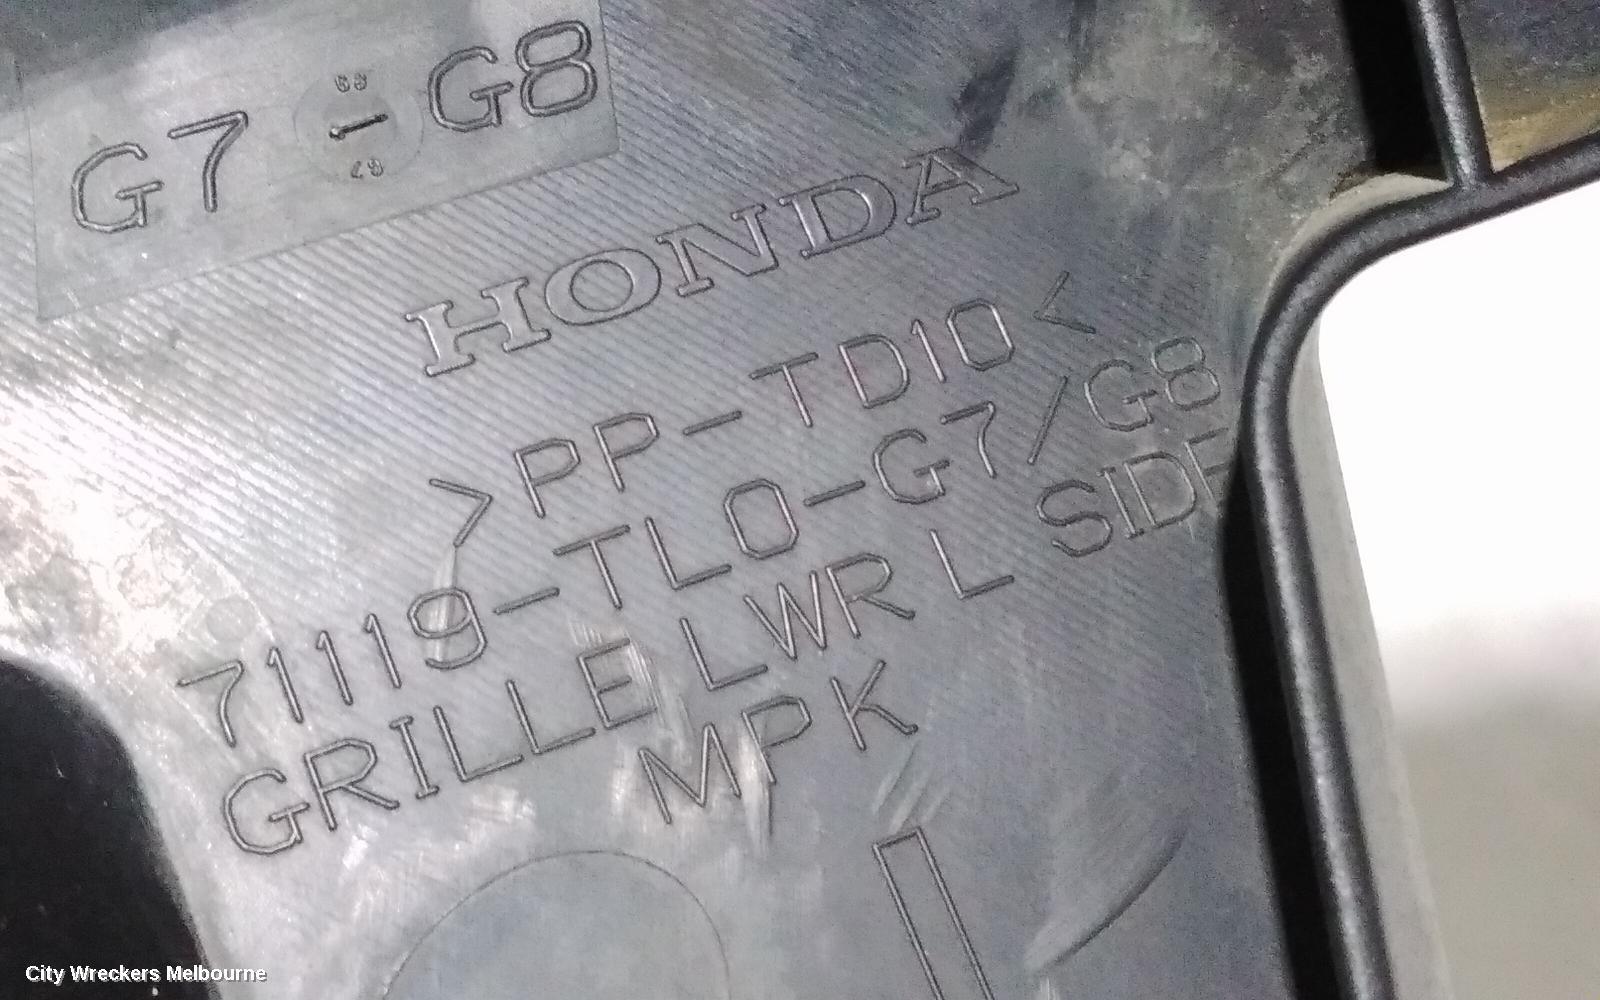 G7 G8
HONDA
>PP-TD10<
71119-TL0-G7/G8
GRILLE LWR L SIDE
MPK
City Wreckers Melbourne